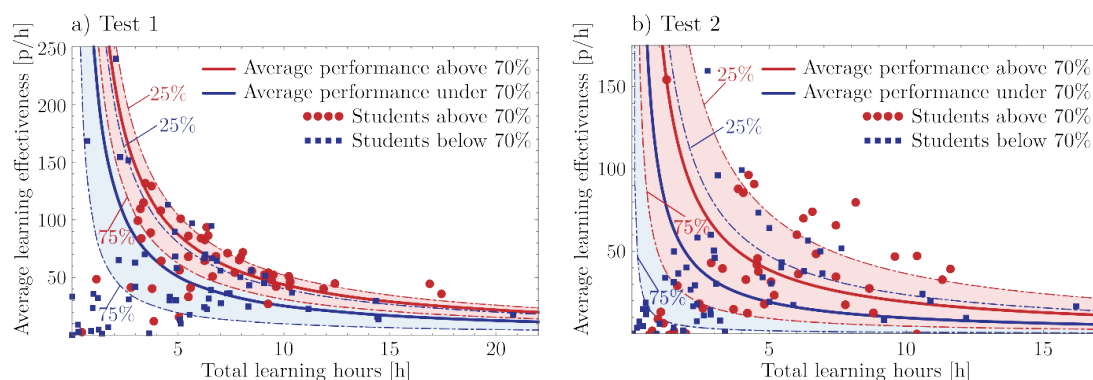 a) Test 1
Average learning effectiveness [p/h]
250
200
150
100
50
Average performance above 70%
Average performance under 70%
Students above 70%
Students below 70%
25%
25%
75%
75%
5
10
15
20
Total learning hours [h]
b) Test 2
Average learning effectiveness [p/h]
150
100
50
Average performance above 70%
Average performance under 70%
Students above 70%
Students below 70%
25%
25%
75%
75%
5
10
15
Total learning hours [h]